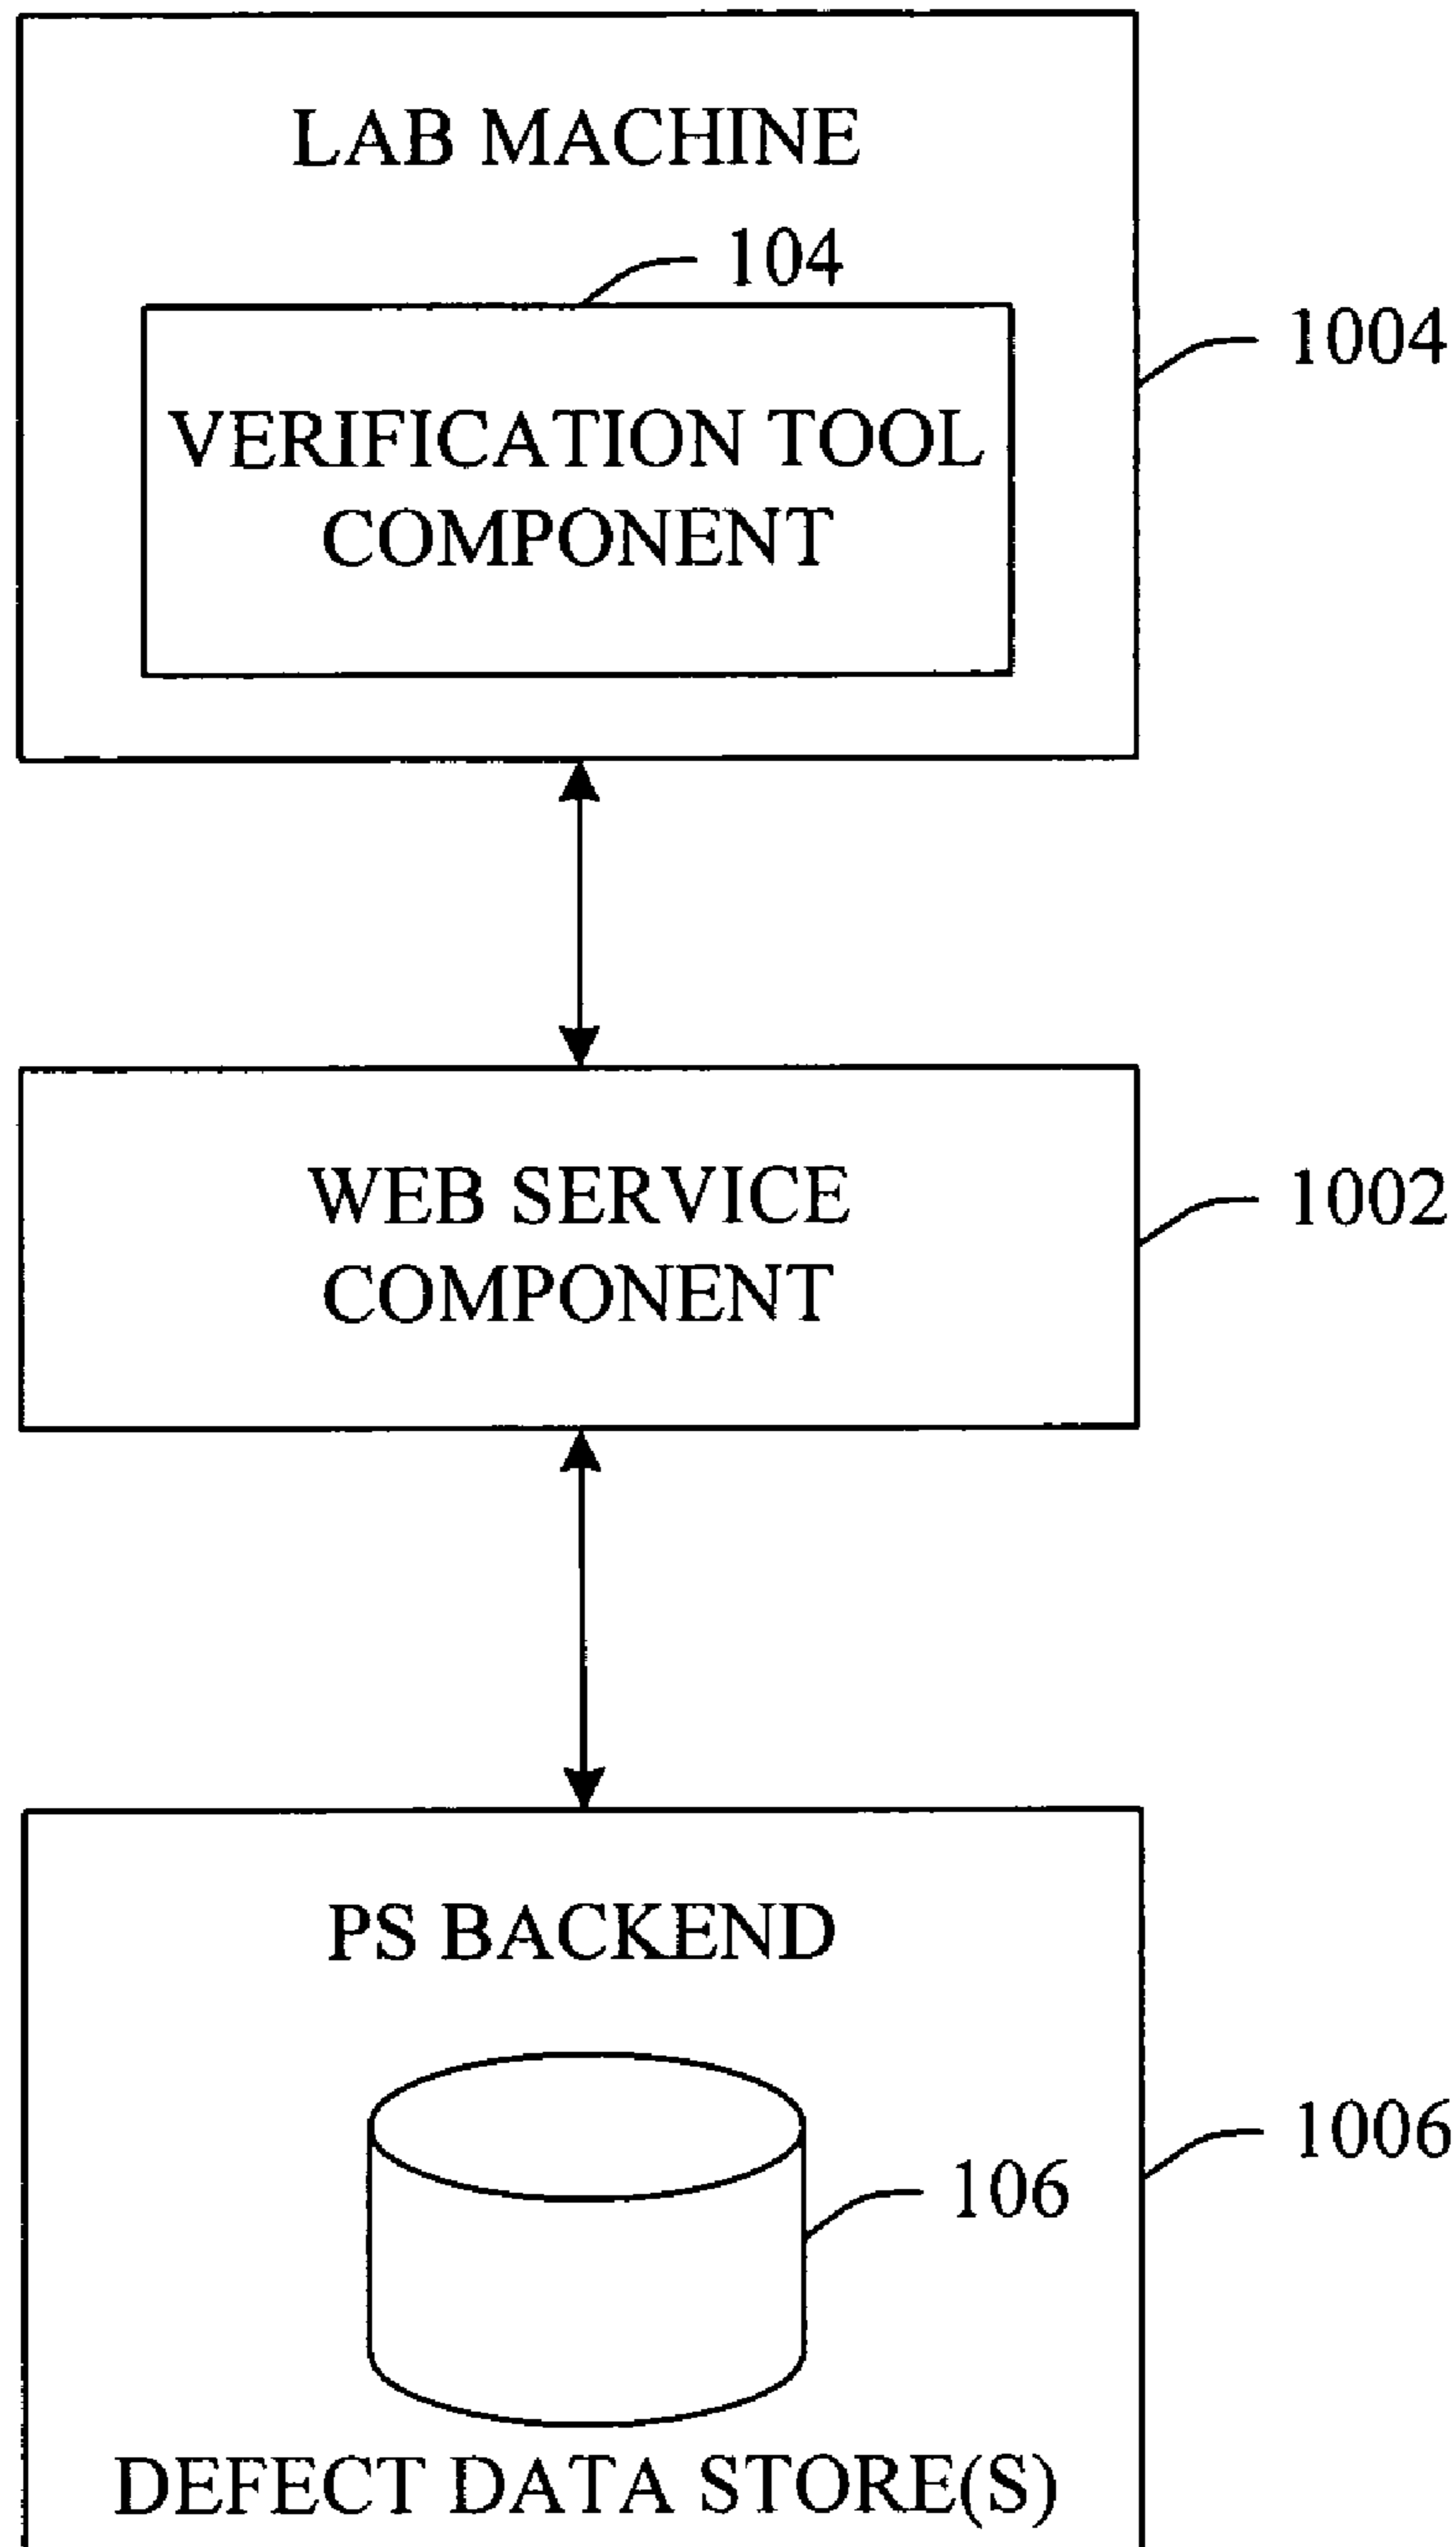 LAB MACHINE
104
1004
VERIFICATION TOOL
COMPONENT
WEB SERVICE
COMPONENT
1002
PS BACKEND
1006
106
DEFECT DATA STORE(S)